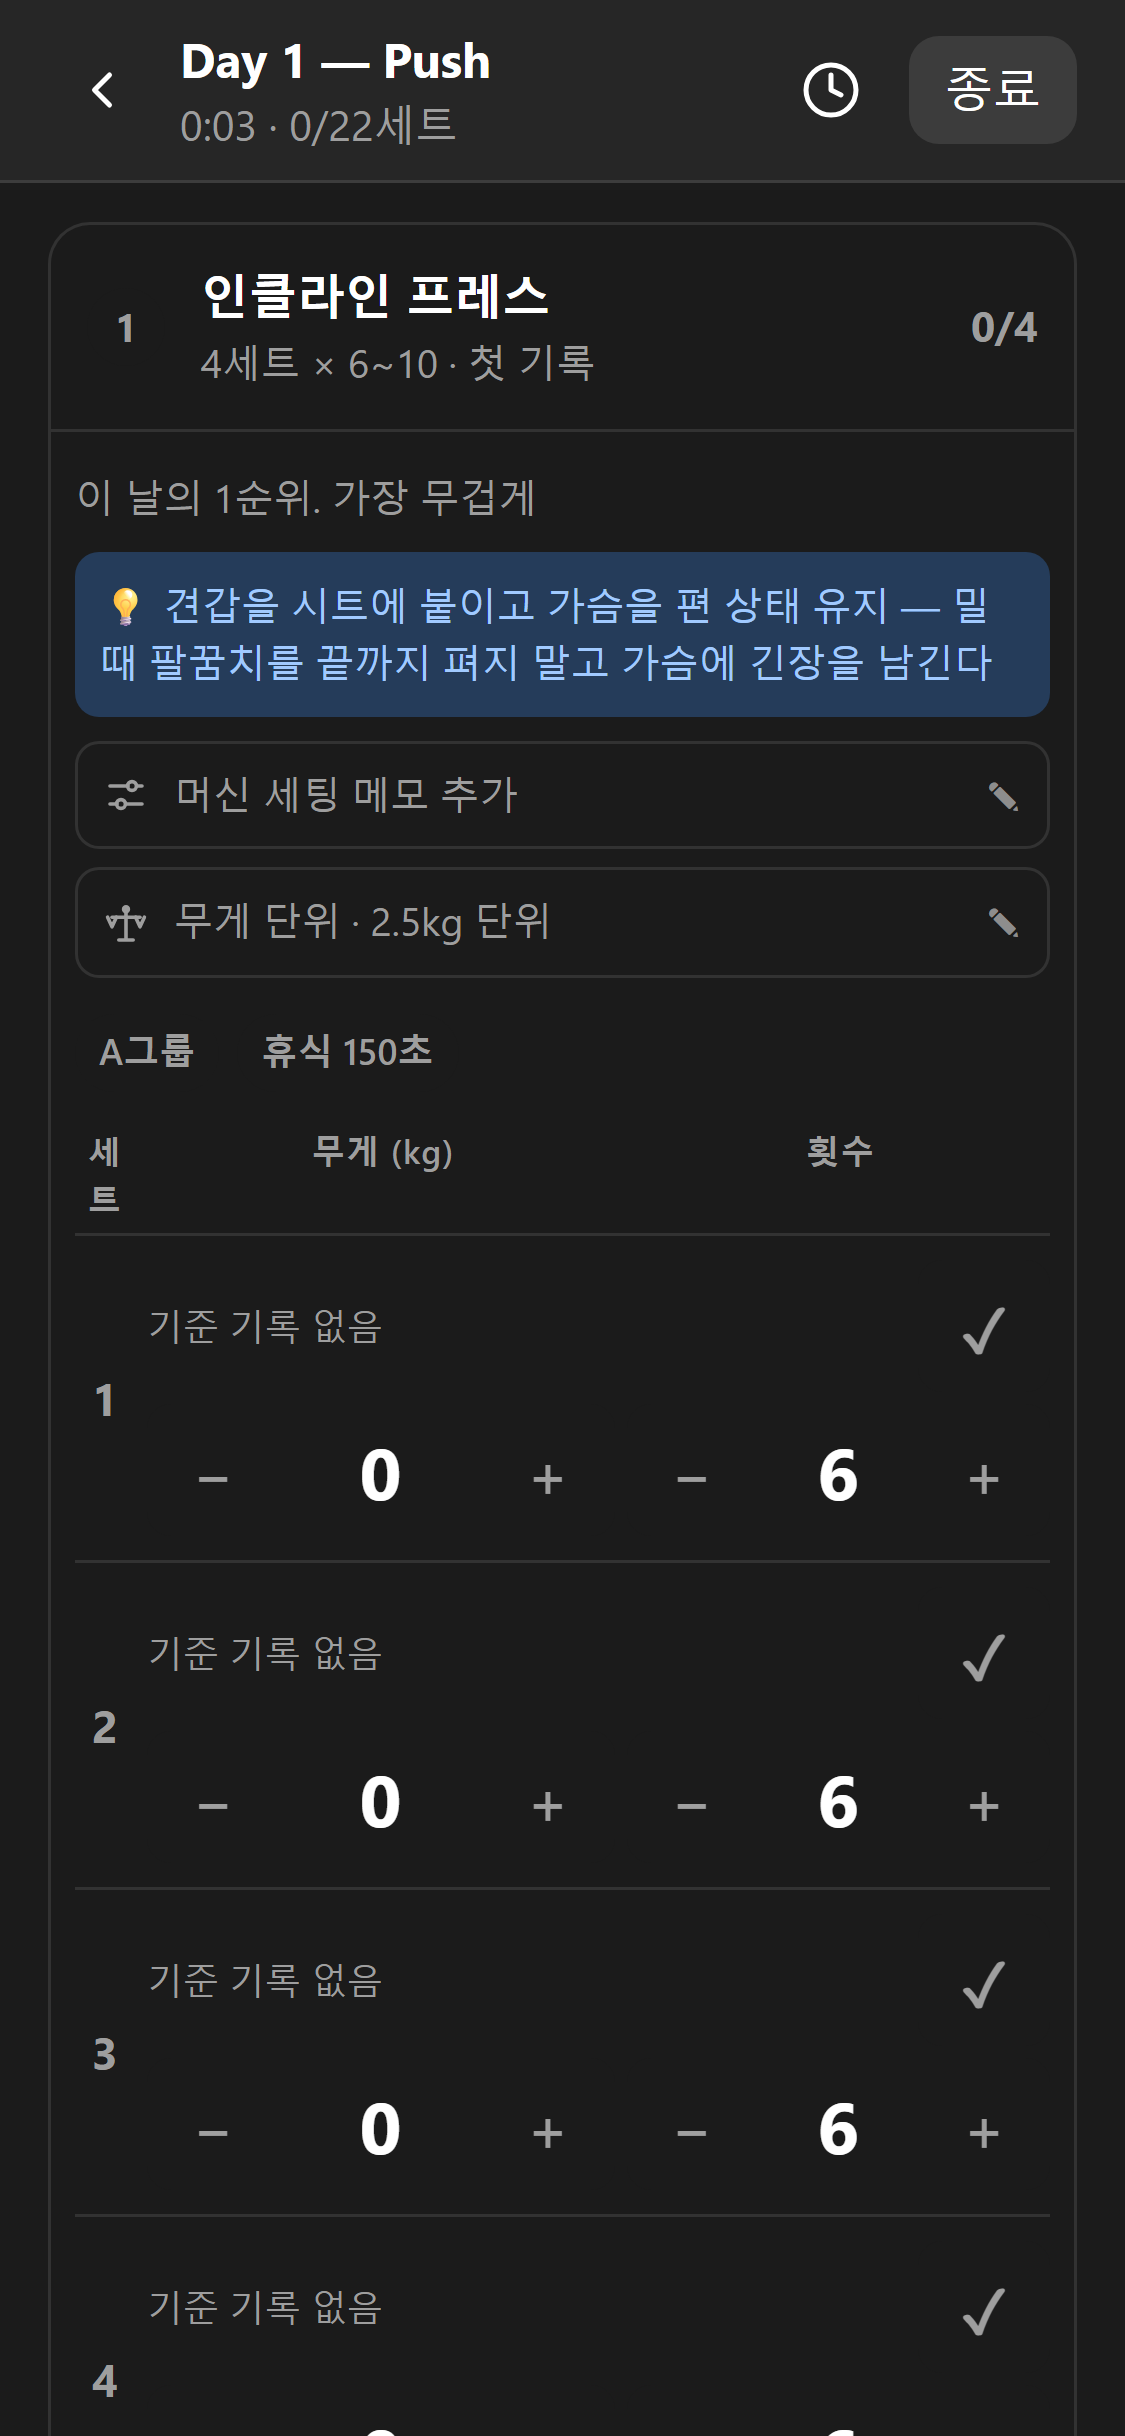 Day 1 — Push
0:03 · 0/22세트
종료
1
인클라인 프레스
4세트 × 6~10 · 첫 기록
0/4
이 날의 1순위. 가장 무겁게
💡 견갑을 시트에 붙이고 가슴을 편 상태 유지 — 밀
때 팔꿈치를 끝까지 펴지 말고 가슴에 긴장을 남긴다
머신 세팅 메모 추가
무게 단위 · 2.5kg 단위
A그룹 휴식 150초
세
트
무게 (kg)
횟수
기준 기록 없음
1
− 0 + − 6 +
기준 기록 없음
2
− 0 + − 6 +
기준 기록 없음
3
− 0 + − 6 +
기준 기록 없음
4